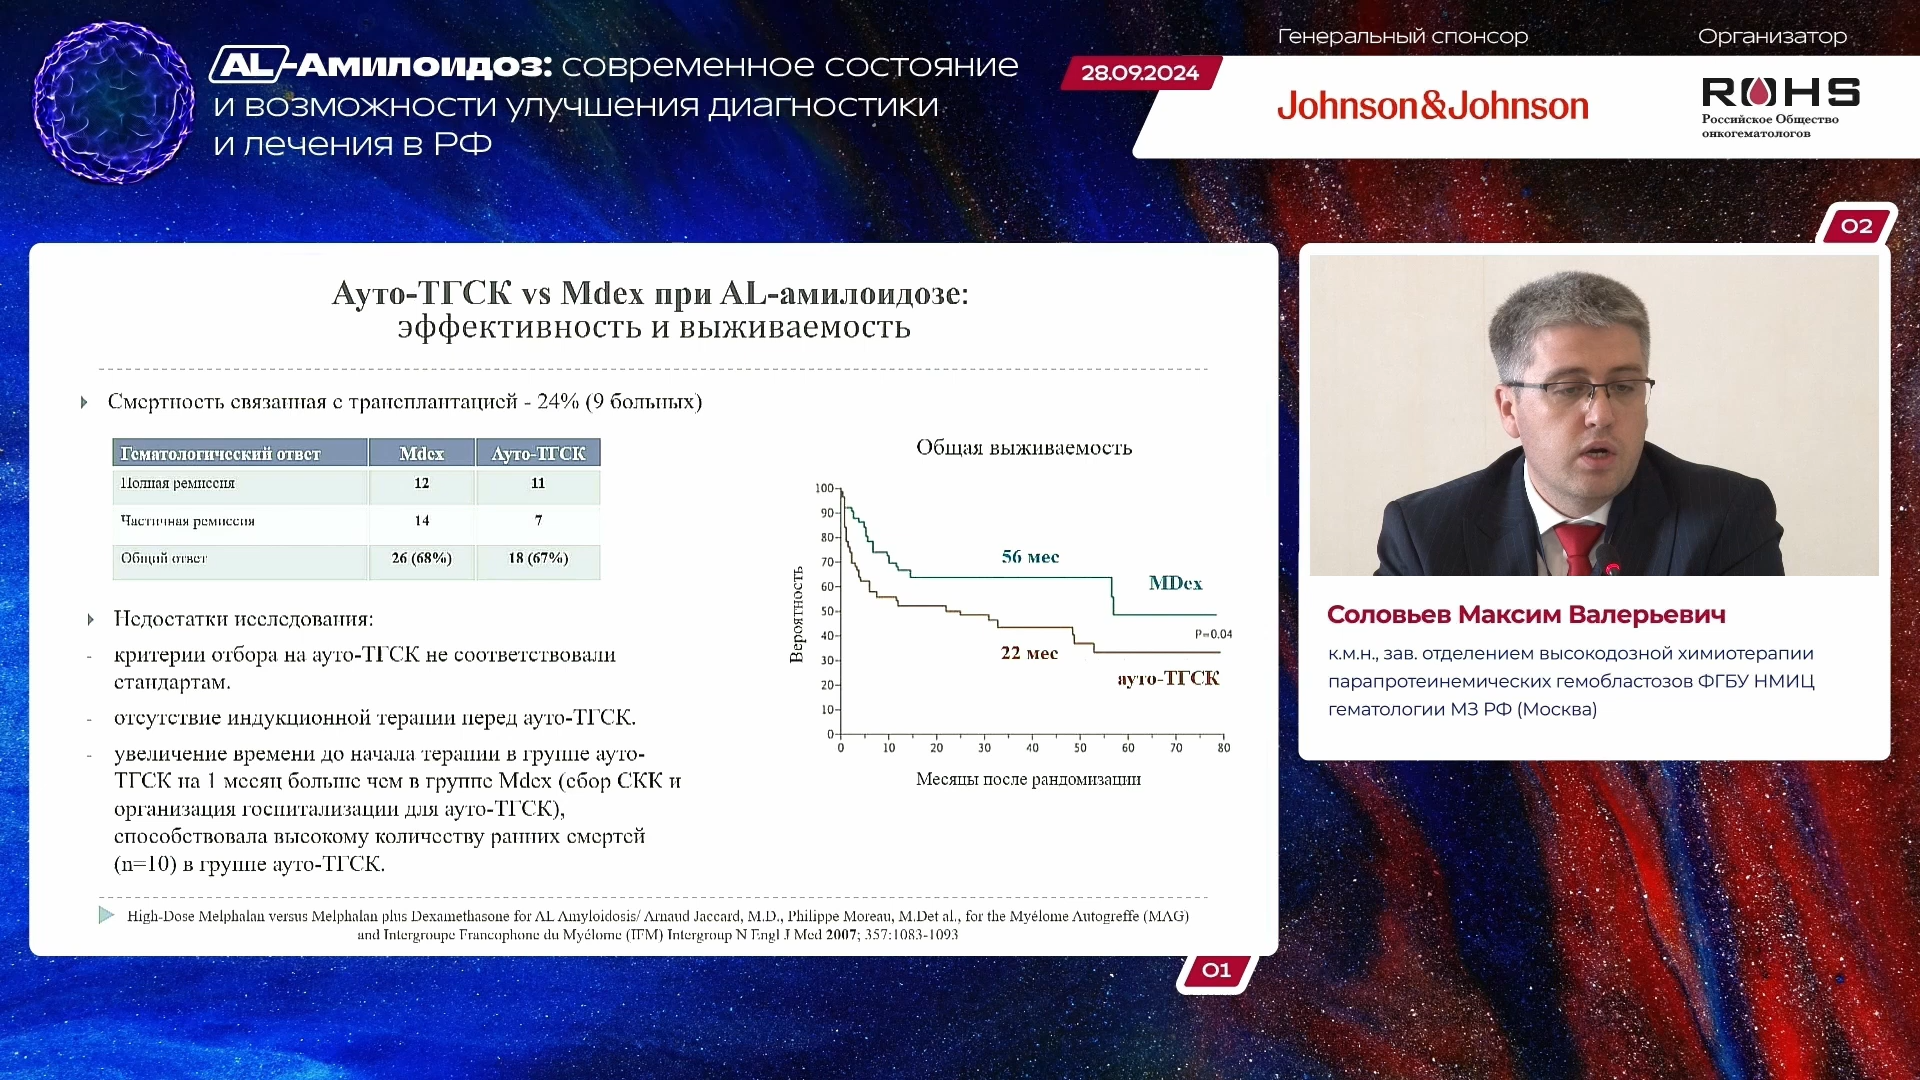 AL-Амилоидоз: современное состояние
и возможности улучшения диагностики
и лечения в РФ
28.09.2024
Генеральный спонсор
Johnson&Johnson
Организатор
ROHS
Российское Общество
онкогематологов
Ауто-ТГСК vs Mdex при AL-амилоидозе:
эффективность и выживаемость
Смертность связанная с трансплантацией - 24% (9 больных)
Гематологический ответ Mdex Ауто-ТГСК
Полная ремиссия 12 11
Частичная ремиссия 14 7
Общий ответ 26 (68%) 18 (67%)
Недостатки исследования:
- критерии отбора на ауто-ТГСК не соответствовали
стандартам.
- отсутствие индукционной терапии перед ауто-ТГСК.
- увеличение времени до начала терапии в группе ауто-
ТГСК на 1 месяц больше чем в группе Mdex (сбор СКК и
организация госпитализации для ауто-ТГСК),
способствовала высокому количеству ранних смертей
(n=10) в группе ауто-ТГСК.
Общая выживаемость
Вероятность
100
90
80
70
60
50
40
30
20
10
0
56 мес
MDex
P=0.04
22 мес
ауто-ТГСК
0 10 20 30 40 50 60 70 80
Месяцы после рандомизации
High-Dose Melphalan versus Melphalan plus Dexamethasone for AL Amyloidosis/ Arnaud Jaccard, M.D., Philippe Moreau, M.Det al., for the Myélome Autogreffe (MAG)
and Intergroupe Francophone du Myélome (IFM) Intergroup N Engl J Med 2007; 357:1083-1093
01
02
Соловьев Максим Валерьевич
к.м.н., зав. отделением высокодозной химиотерапии
парапротеинемических гемобластозов ФГБУ НМИЦ
гематологии МЗ РФ (Москва)